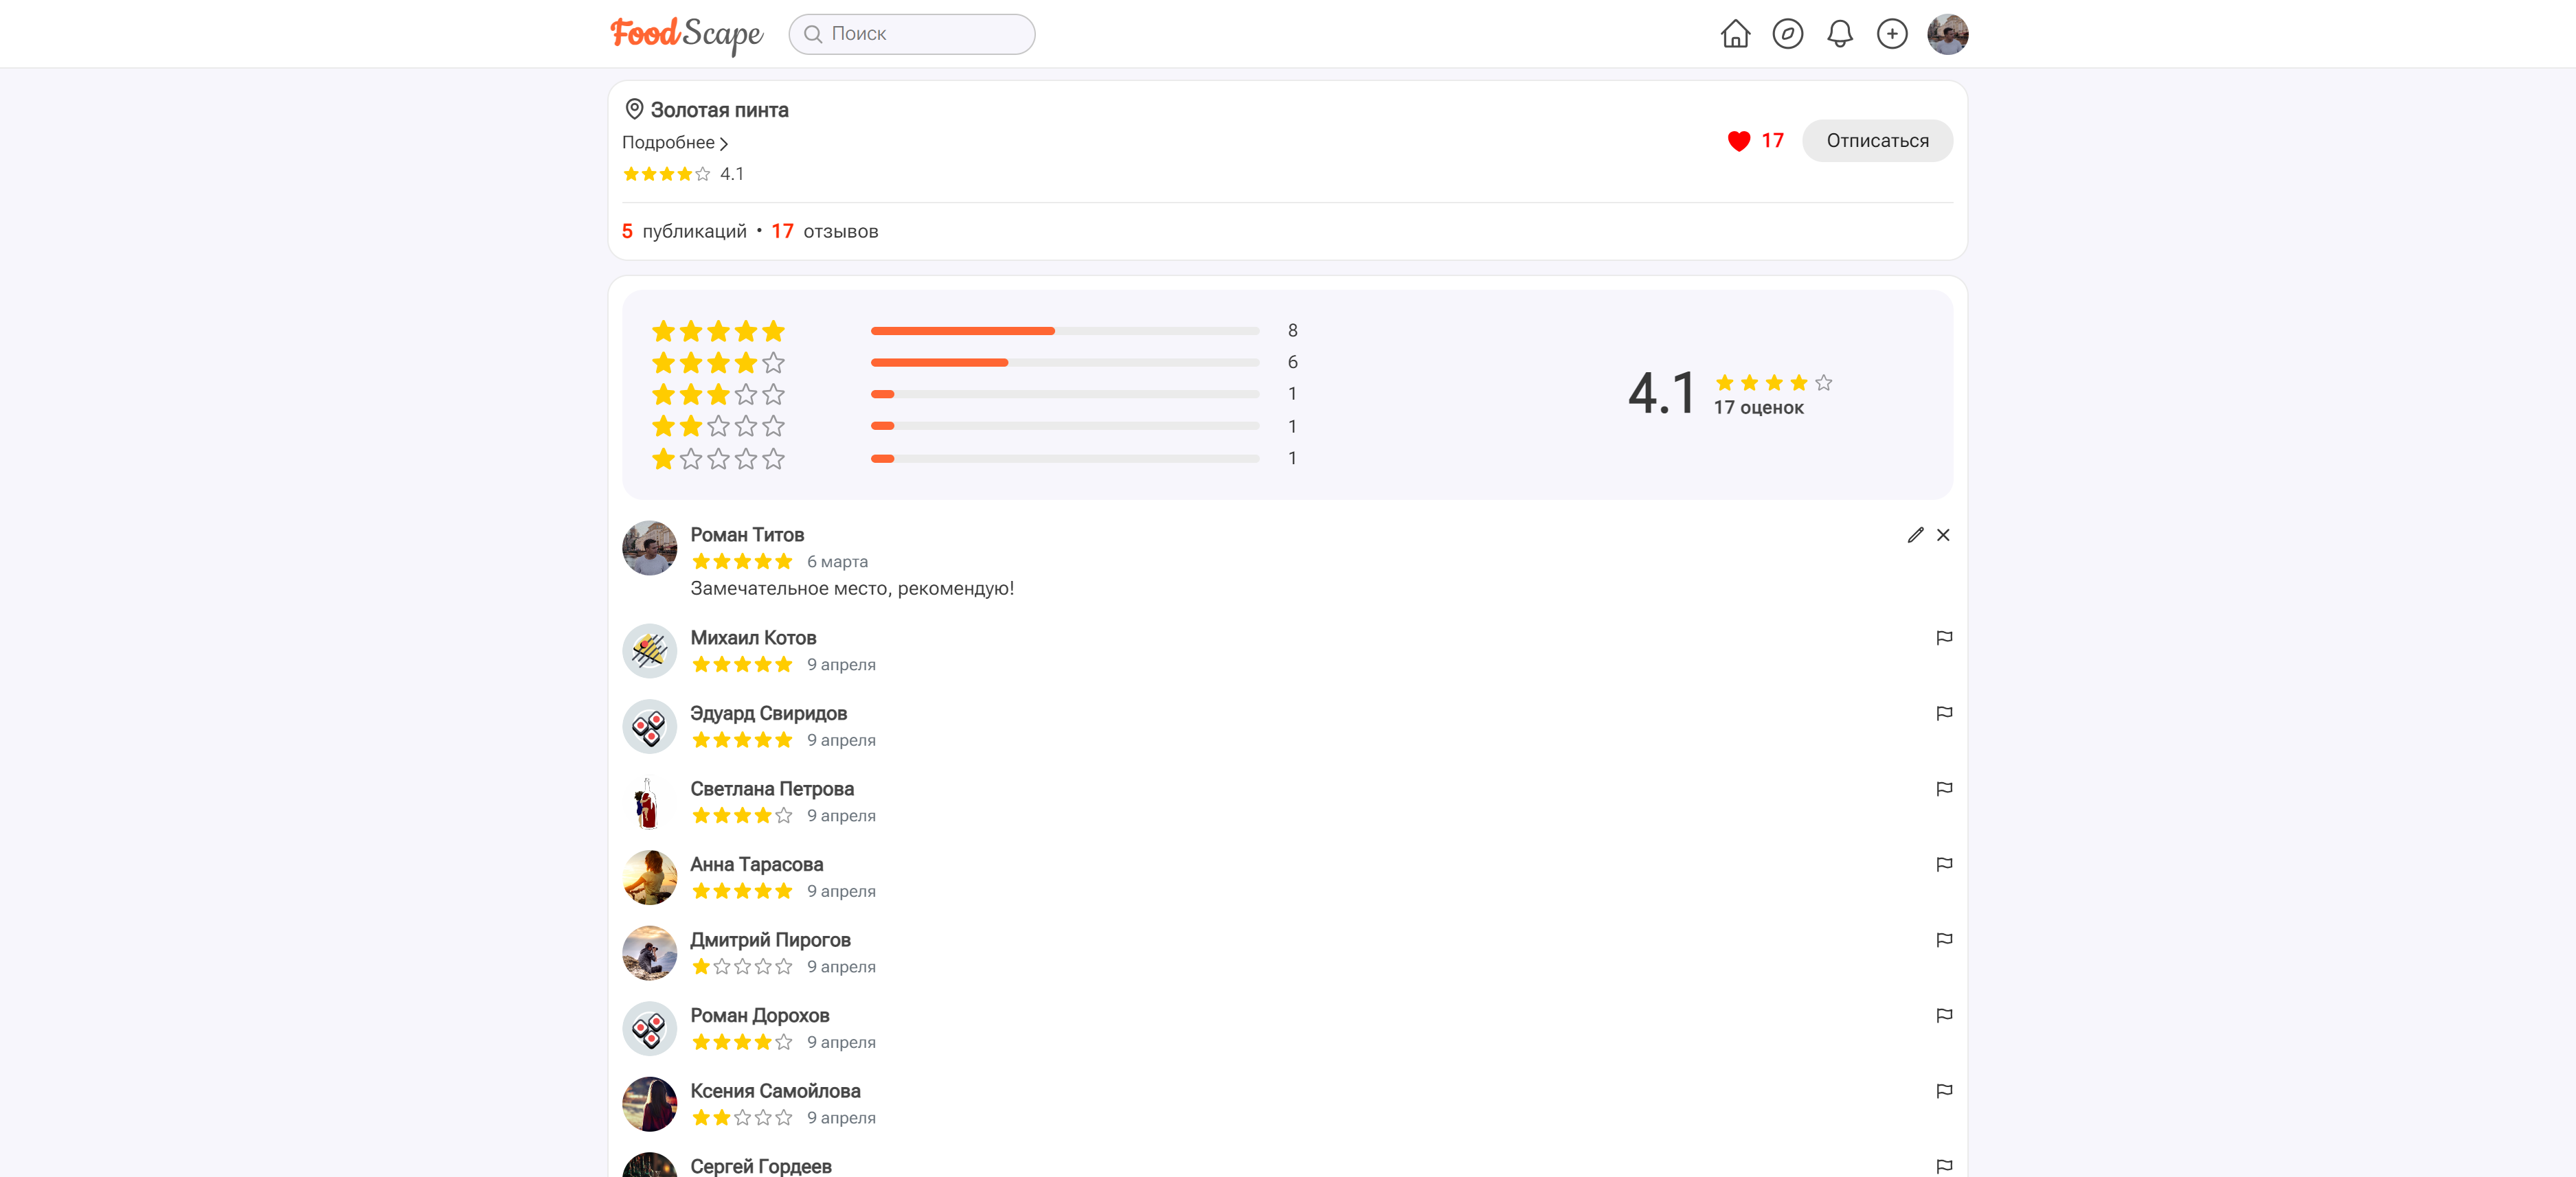 FoodScape
Поиск
Золотая пинта
Подробнее
4.1
17
Отписаться
5 публикаций • 17 отзывов
8
6
1
1
1
4.1
17 оценок
Роман Титов
6 марта
Замечательное место, рекомендую!
Михаил Котов
9 апреля
Эдуард Свиридов
9 апреля
Светлана Петрова
9 апреля
Анна Тарасова
9 апреля
Дмитрий Пирогов
9 апреля
Роман Дорохов
9 апреля
Ксения Самойлова
9 апреля
Сергей Гордеев